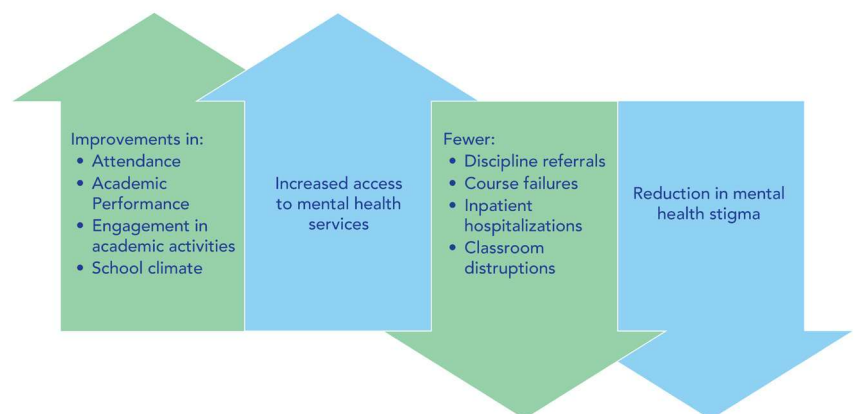 Improvements in:
• Attendance
• Academic
Performance
• Engagement in
academic activities
• School climate
Increased access
to mental health
services
Fewer:
• Discipline referrals
• Course failures
• Inpatient
hospitalizations
• Classroom
distruptions
Reduction in mental
health stigma